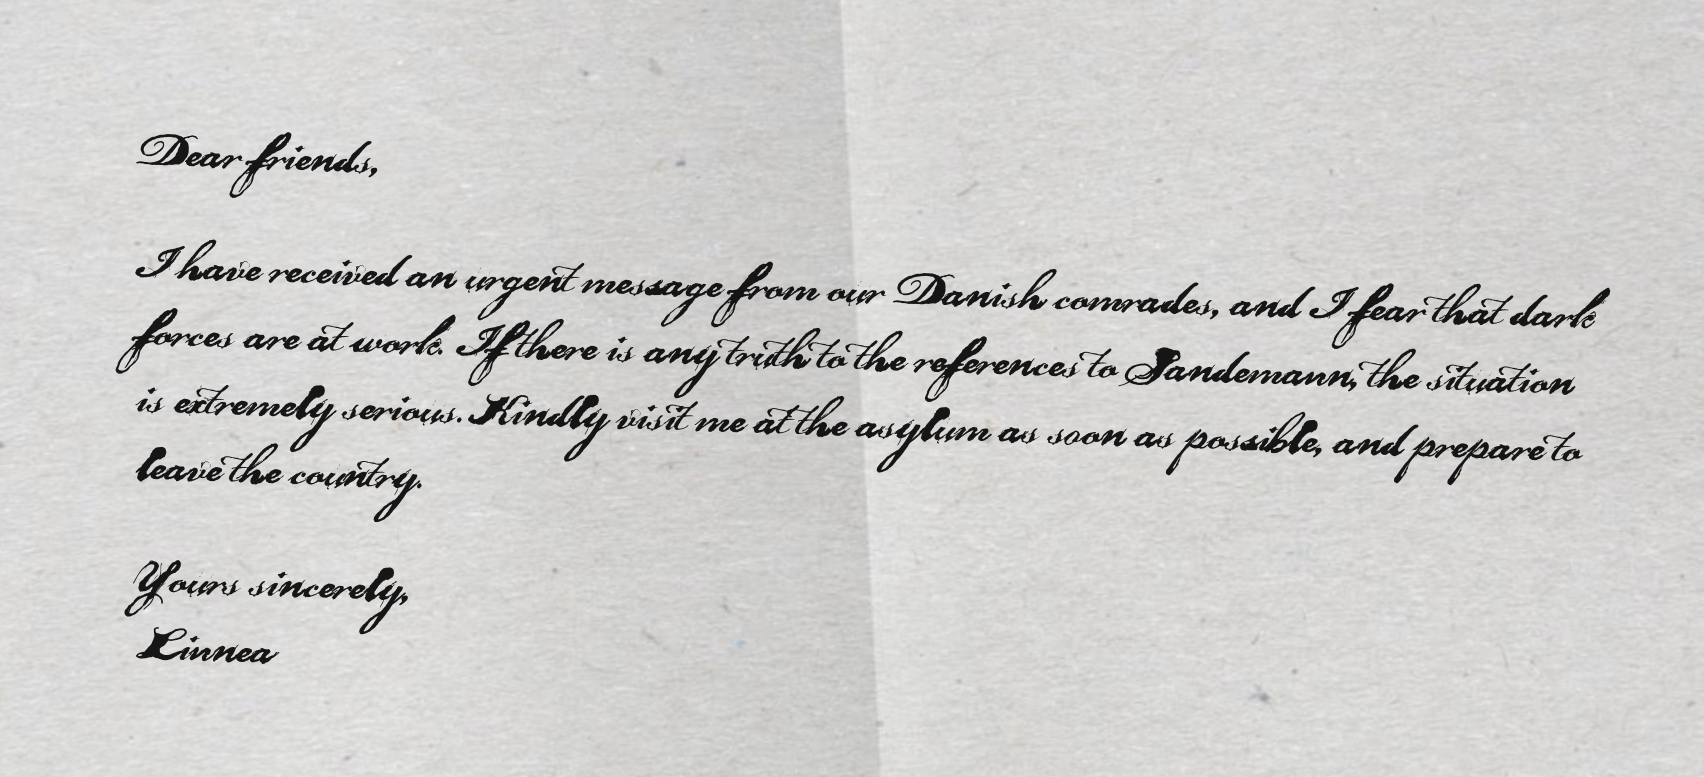 Dear friends,
I have received an urgent message from our Danish comrades, and I fear that dark
forces are at work. If there is any truth to the references to Sandemann, the situation
is extremely serious. Kindly visit me at the asylum as soon as possible, and prepare to
leave the country.
Yours sincerely,
Linnea